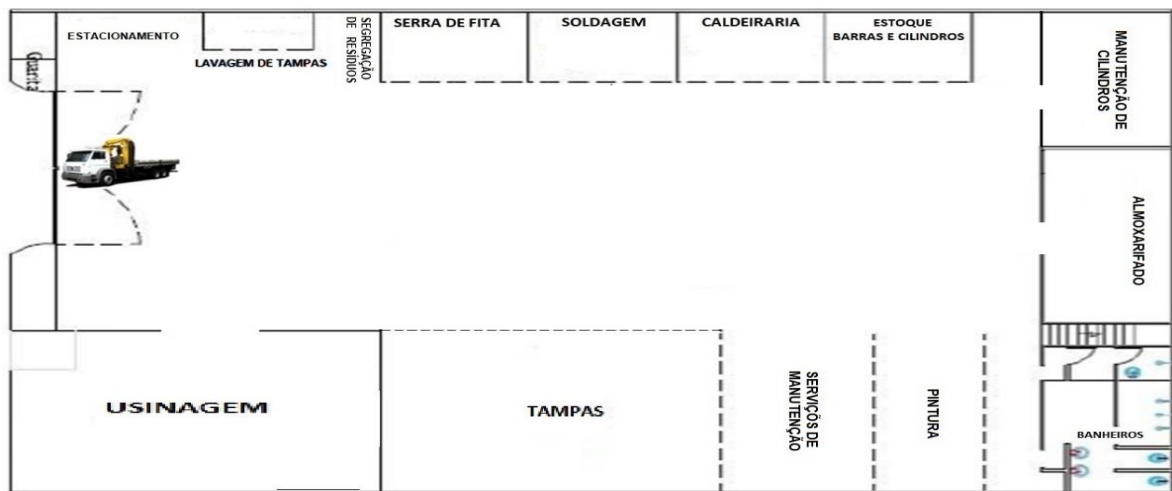 Guarita
ESTACIONAMENTO
LAVAGEM DE TAMPAS
SEGREGAÇÃO
DE RESÍDUOS
SERRA DE FITA
SOLDAGEM
CALDEIRARIA
ESTOQUE
BARRAS E CILINDROS
MANUTENÇÃO DE
CILINDROS
ALMOXARIFADO
USINAGEM
TAMPAS
SERVIÇÕS DE
MANUTENÇÃO
PINTURA
BANHEIROS